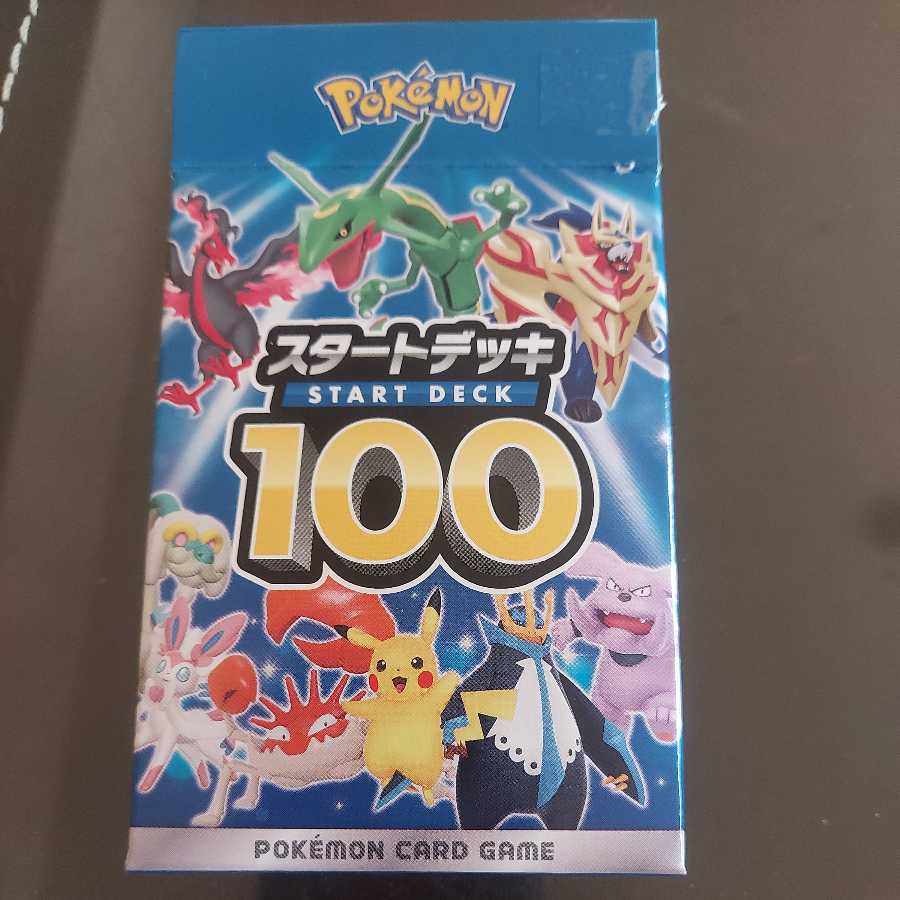 POKéMON
スタートデッキ
START DECK
100
POKÉMON CARD GAME